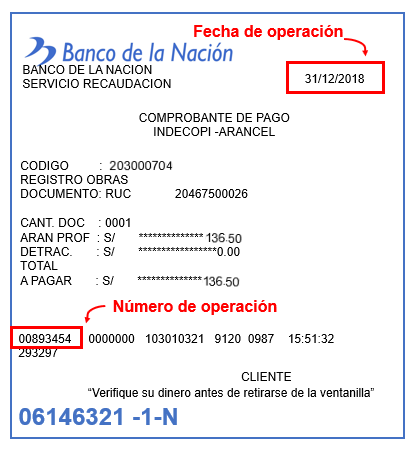 Fecha de operación
Banco de la Nación
BANCO DE LA NACION
SERVICIO RECAUDACION
31/12/2018
COMPROBANTE DE PAGO
INDECOPI -ARANCEL
CODIGO : 203000704
REGISTRO OBRAS
DOCUMENTO: RUC 20467500026
CANT. DOC : 0001
ARAN PROF : S/ **************136.50
DETRAC. : S/ *****************0.00
TOTAL
A PAGAR : S/ **************136.50
Número de operación
00893454 0000000 103010321 9120 0987 15:51:32
293297
CLIENTE
“Verifique su dinero antes de retirarse de la ventanilla”
06146321 -1-N